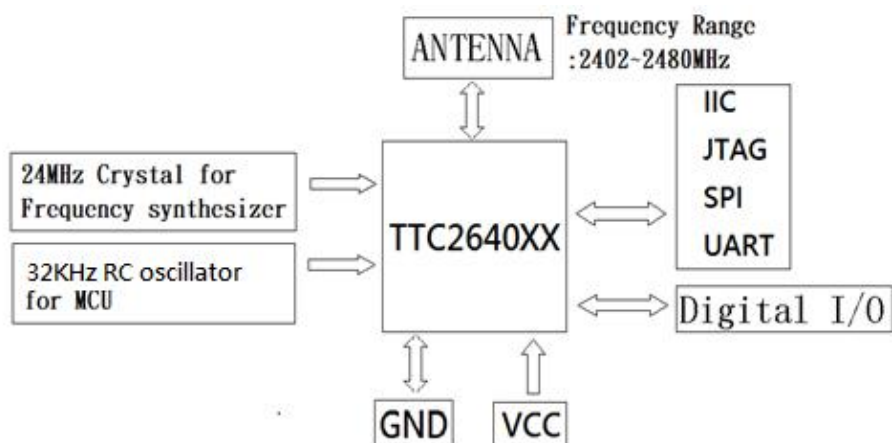 ANTENNA
Frequency Range
:2402~2480MHz
24MHz Crystal for
Frequency synthesizer
32KHz RC oscillator
for MCU
TTC2640XX
IIC
JTAG
SPI
UART
Digital I/O
GND
VCC